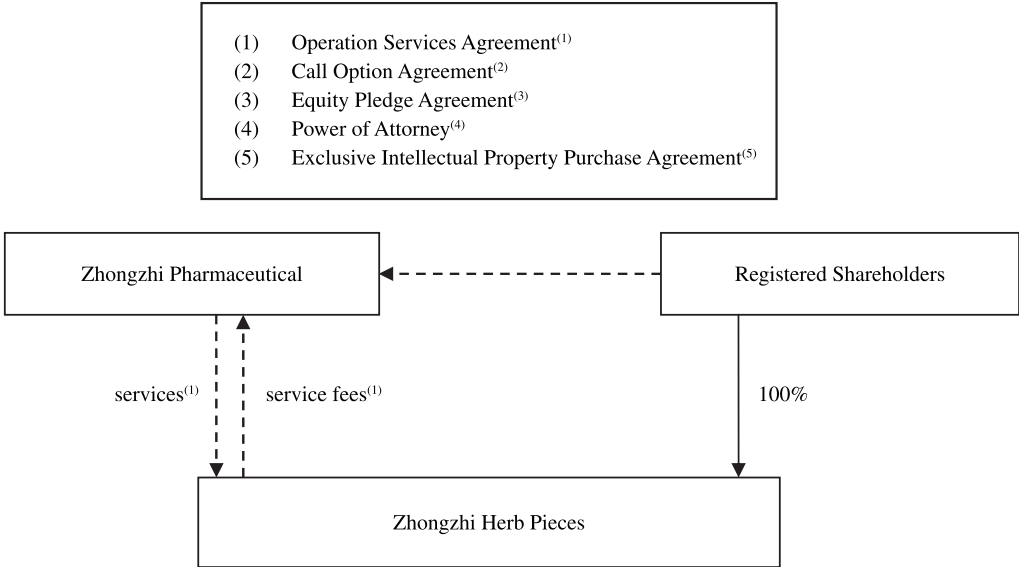 (1) Operation Services Agreement(1)
(2) Call Option Agreement(2)
(3) Equity Pledge Agreement(3)
(4) Power of Attorney(4)
(5) Exclusive Intellectual Property Purchase Agreement(5)
Zhongzhi Pharmaceutical
Registered Shareholders
services(1)
service fees(1)
100%
Zhongzhi Herb Pieces